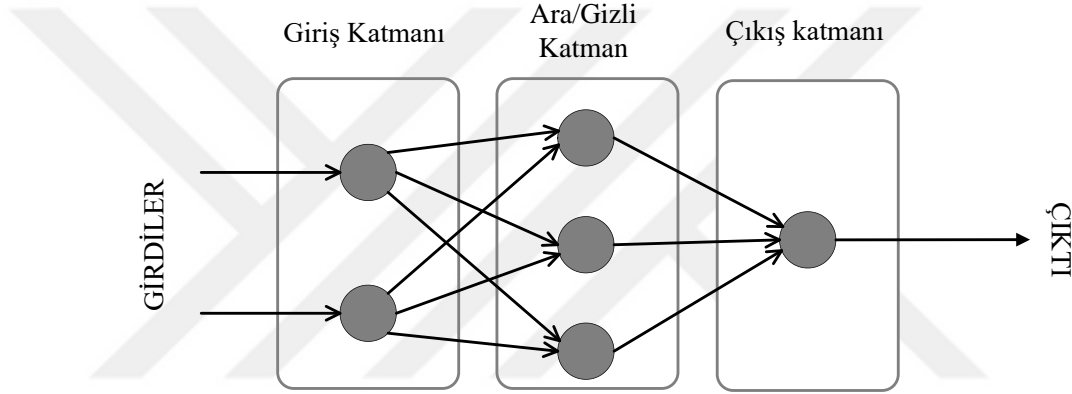 Giriş Katmanı
Ara/Gizli
Katman
Çıkış katmanı
GİRDİLER
ÇIKTI